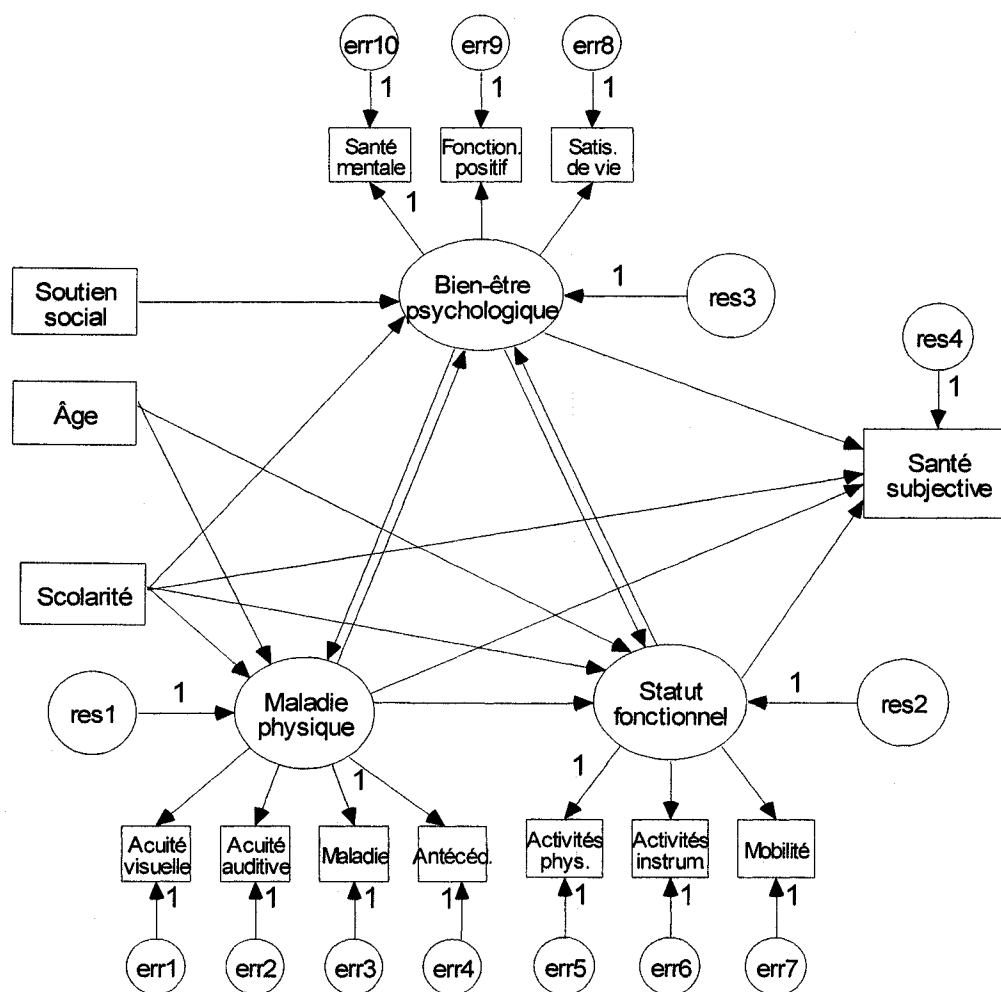 err10
err9
err8
1
1
1
Santé
mentale
Fonction.
positif
Satis.
de vie
1
Bien-être
psychologique
1
res3
Soutien
social
res4
1
Âge
Santé
subjective
Scolarité
res1
1
Maladie
physique
Statut
fonctionnel
1
res2
1
1
Acuité
visuelle
Acuité
auditive
Maladie
Antécéd.
Activités
phys.
Activités
instrum.
Mobilité
1
1
1
1
1
1
1
err1
err2
err3
err4
err5
err6
err7